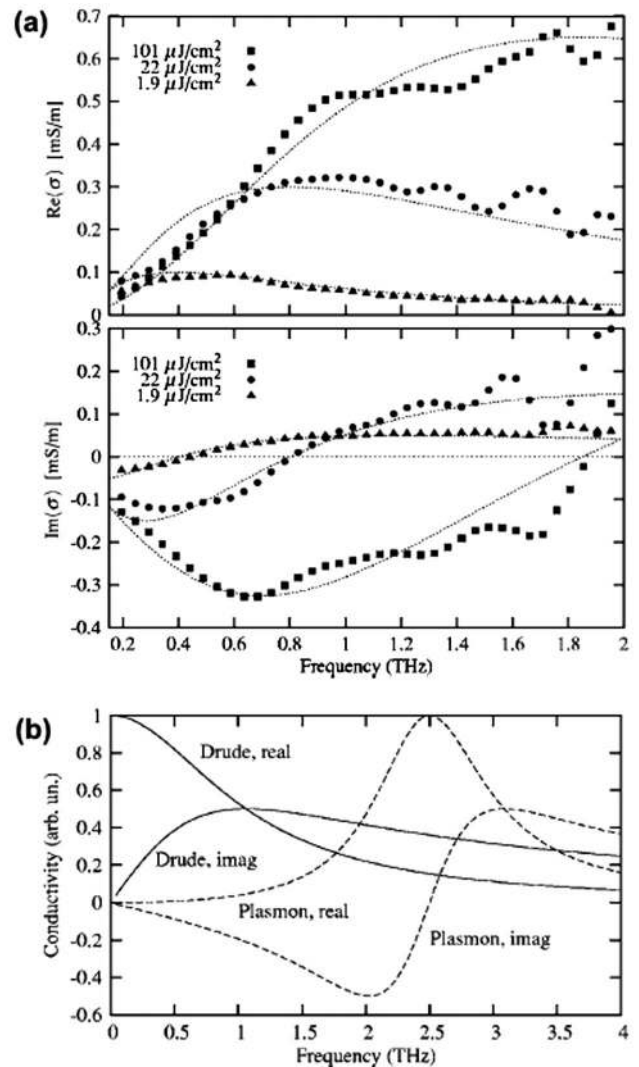 (a)
0.7
0.6
0.5
0.4
0.3
0.2
0.1
0
Re(σ) [mS/m]
101 μJ/cm²
22 μJ/cm²
1.9 μJ/cm²
0.3
0.2
0.1
0
-0.1
-0.2
-0.3
-0.4
Im(σ) [mS/m]
101 μJ/cm²
22 μJ/cm²
1.9 μJ/cm²
0.2 0.4 0.6 0.8 1 1.2 1.4 1.6 1.8 2
Frequency (THz)
(b)
1
0.8
0.6
0.4
0.2
0
-0.2
-0.4
-0.6
Conductivity (arb. un.)
Drude, real
Drude, imag
Plasmon, real
Plasmon, imag
0 0.5 1 1.5 2 2.5 3 3.5 4
Frequency (THz)